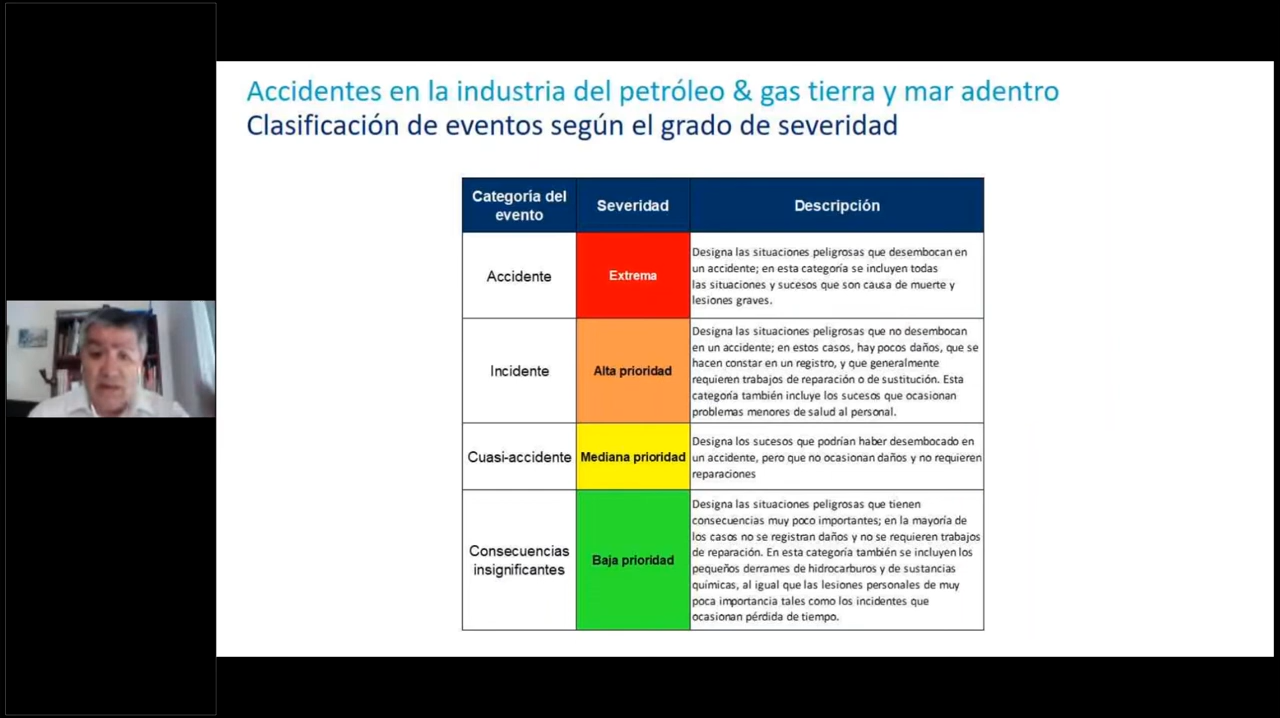 Accidentes en la industria del petróleo & gas tierra y mar adentro
Clasificación de eventos según el grado de severidad
Categoría del
evento
Severidad
Descripción
Accidente
Extrema
Designa las situaciones peligrosas que desembocan en
un accidente; en esta categoría se incluyen todas
las situaciones y sucesos que son causa de muerte y
lesiones graves.
Incidente
Alta prioridad
Designa las situaciones peligrosas que no desembocan
en un accidente; en estos casos, hay pocos daños, que se
hacen constar en un registro, y que generalmente
requieren trabajos de reparación o de sustitución. Esta
categoría también incluye los sucesos que ocasionan
problemas menores de salud al personal.
Cuasi-accidente
Mediana prioridad
Designa los sucesos que podrían haber desembocado en
un accidente, pero que no ocasionan daños y no requieren
reparaciones
Consecuencias
insignificantes
Baja prioridad
Designa las situaciones peligrosas que tienen
consecuencias muy poco importantes; en la mayoría de
los casos no se registran daños y no se requieren trabajos
de reparación. En esta categoría también se incluyen los
pequeños derrames de hidrocarburos y de sustancias
químicas, al igual que las lesiones personales de muy
poca importancia tales como los incidentes que
ocasionan pérdida de tiempo.